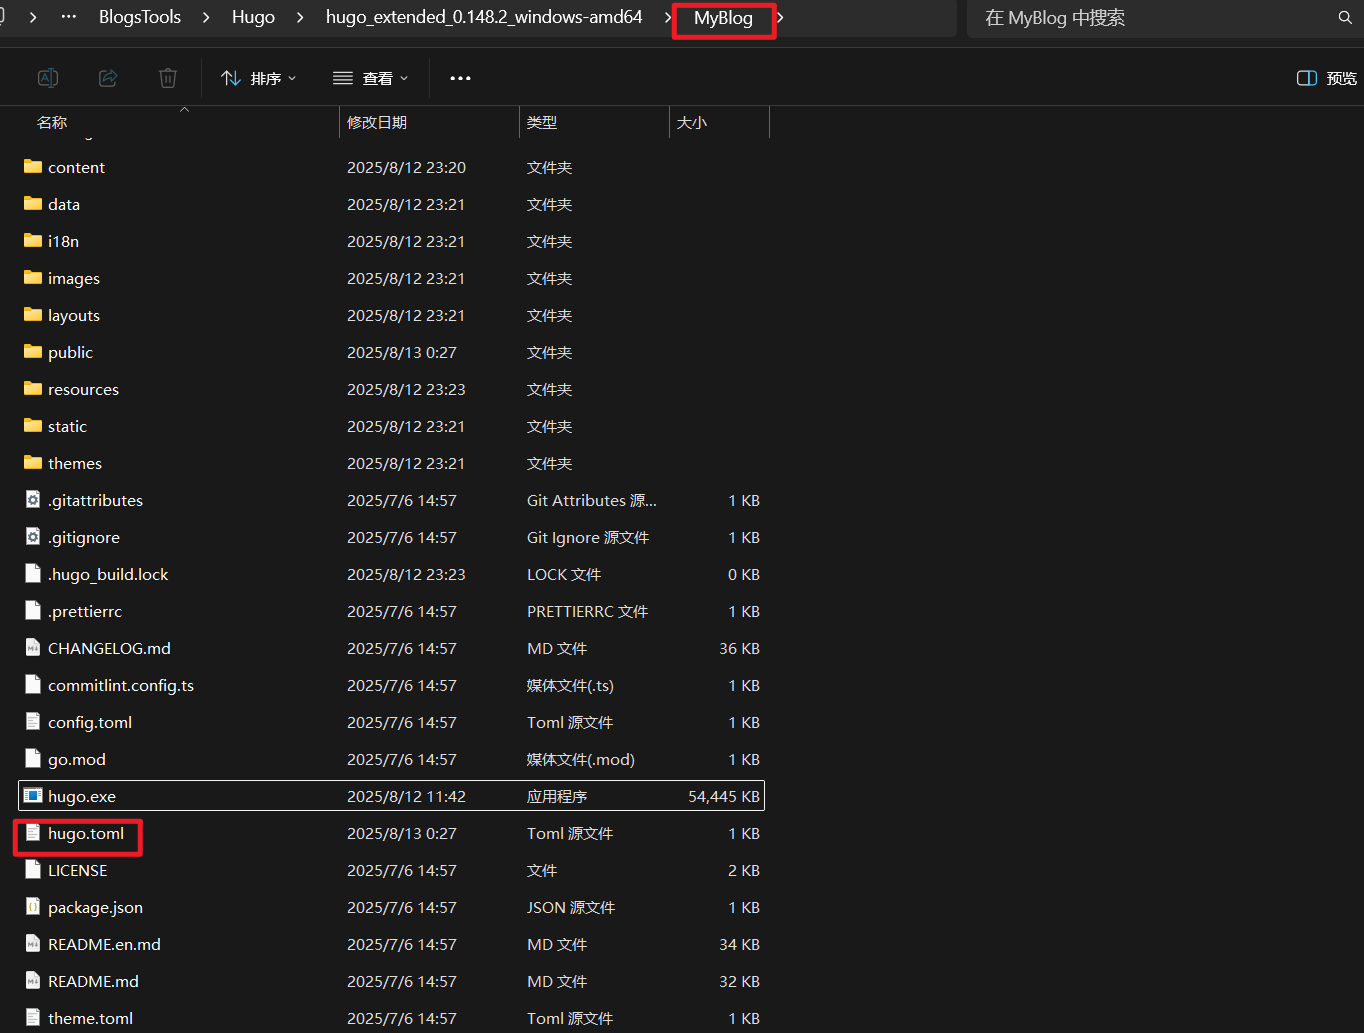 BlogsTools > Hugo > hugo_extended_0.148.2_windows-amd64 > MyBlog >
在 MyBlog 中搜索
排序 查看 预览
名称 修改日期 类型 大小
content 2025/8/12 23:20 文件夹
data 2025/8/12 23:21 文件夹
i18n 2025/8/12 23:21 文件夹
images 2025/8/12 23:21 文件夹
layouts 2025/8/12 23:21 文件夹
public 2025/8/13 0:27 文件夹
resources 2025/8/12 23:23 文件夹
static 2025/8/12 23:21 文件夹
themes 2025/8/12 23:21 文件夹
.gitattributes 2025/7/6 14:57 Git Attributes 源... 1 KB
.gitignore 2025/7/6 14:57 Git Ignore 源文件 1 KB
.hugo_build.lock 2025/8/12 23:23 LOCK 文件 0 KB
.prettierrc 2025/7/6 14:57 PRETTIERRC 文件 1 KB
CHANGELOG.md 2025/7/6 14:57 MD 文件 36 KB
commitlint.config.ts 2025/7/6 14:57 媒体文件(.ts) 1 KB
config.toml 2025/7/6 14:57 Toml 源文件 1 KB
go.mod 2025/7/6 14:57 媒体文件(.mod) 1 KB
hugo.exe 2025/8/12 11:42 应用程序 54,445 KB
hugo.toml 2025/8/13 0:27 Toml 源文件 1 KB
LICENSE 2025/7/6 14:57 文件 2 KB
package.json 2025/7/6 14:57 JSON 源文件 1 KB
README.en.md 2025/7/6 14:57 MD 文件 34 KB
README.md 2025/7/6 14:57 MD 文件 32 KB
theme.toml 2025/7/6 14:57 Toml 源文件 1 KB